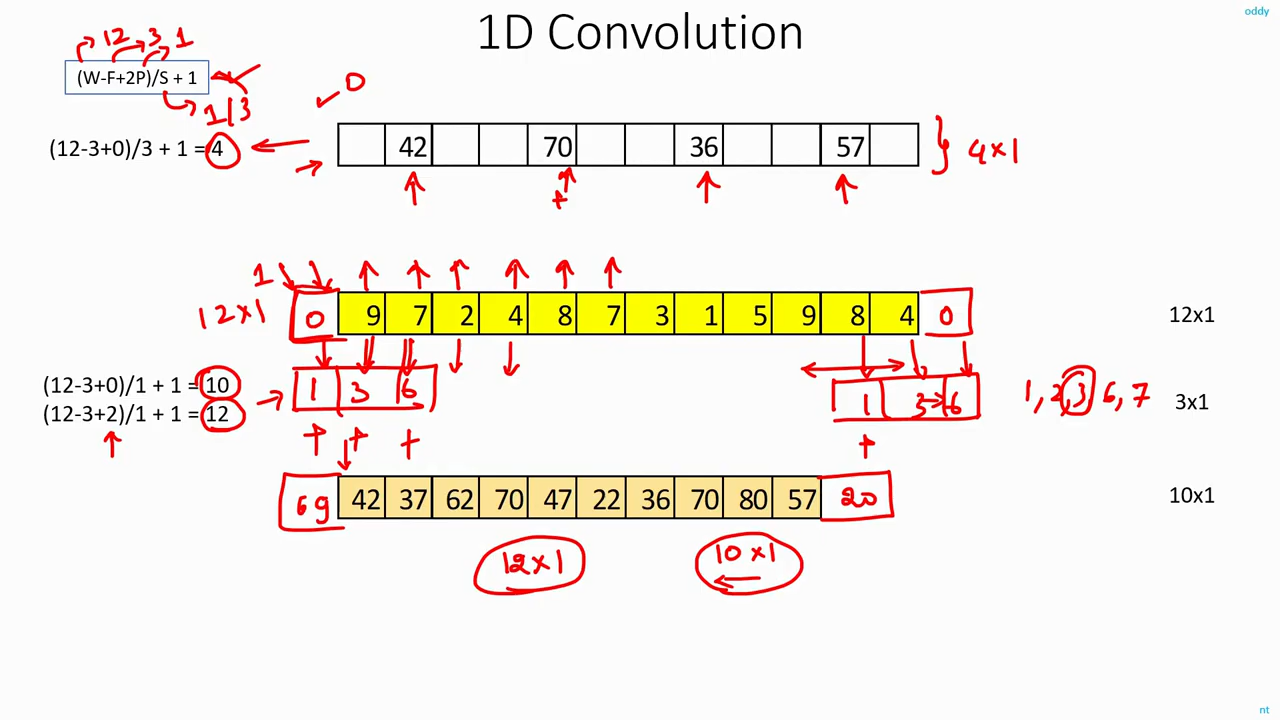 oddy
1D Convolution
12 3 1
(W-F+2P)/S + 1
1/3
0
(12-3+0)/3 + 1 = 4
42 70 36 57
4x1
1
12x1
0 9 7 2 4 8 7 3 1 5 9 8 4 0
12x1
(12-3+0)/1 + 1 = 10
(12-3+2)/1 + 1 = 12
1 3 6
1 3 6
1, 2, 3, 6, 7
3x1
+ + + +
69 42 37 62 70 47 22 36 70 80 57 20
10x1
12x1
10x1
nt